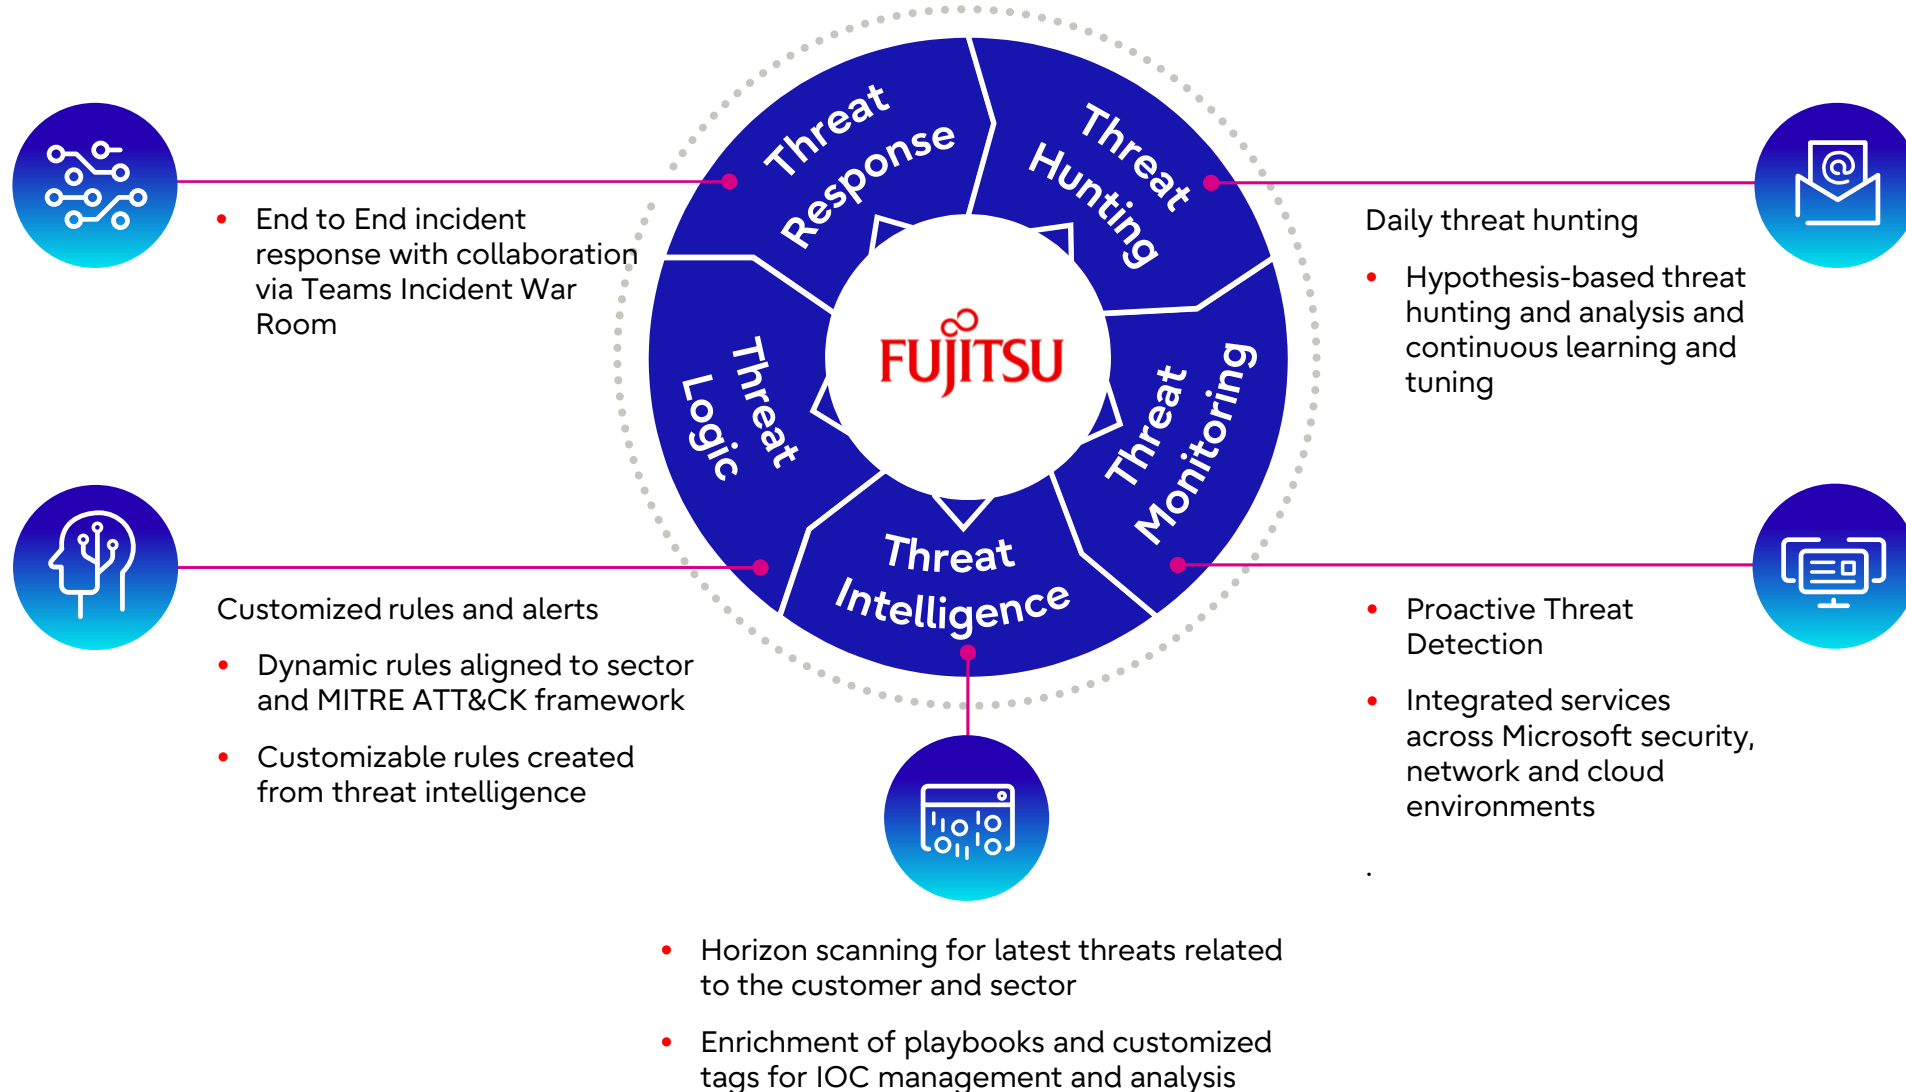 Threat
Response
Threat
Hunting
Threat
Monitoring
Threat
Intelligence
Threat
Logic
FUJITSU
• End to End incident
response with collaboration
via Teams Incident War
Room
Daily threat hunting
• Hypothesis-based threat
hunting and analysis and
continuous learning and
tuning
Customized rules and alerts
• Dynamic rules aligned to sector
and MITRE ATT&CK framework
• Customizable rules created
from threat intelligence
• Proactive Threat
Detection
• Integrated services
across Microsoft security,
network and cloud
environments
.
• Horizon scanning for latest threats related
to the customer and sector
• Enrichment of playbooks and customized
tags for IOC management and analysis